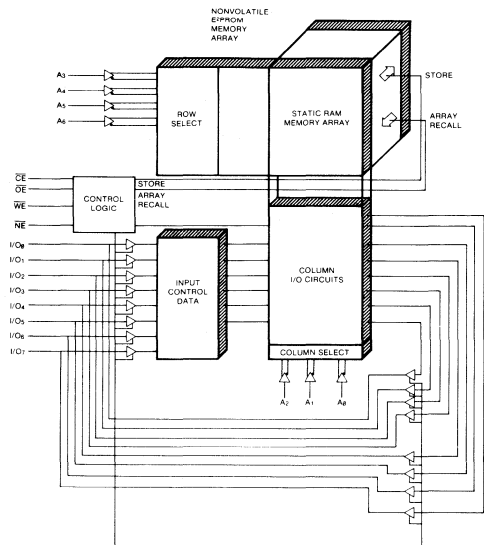 NONVOLATILE
E²PROM
MEMORY
ARRAY
A3
A4
A5
A6
ROW
SELECT
STATIC RAM
MEMORY ARRAY
STORE
ARRAY
RECALL
CE
OE
WE
NE
CONTROL
LOGIC
STORE
ARRAY
RECALL
I/O0
I/O1
I/O2
I/O3
I/O4
I/O5
I/O6
I/O7
INPUT
CONTROL
DATA
COLUMN
I/O CIRCUITS
COLUMN SELECT
A2
A1
A0